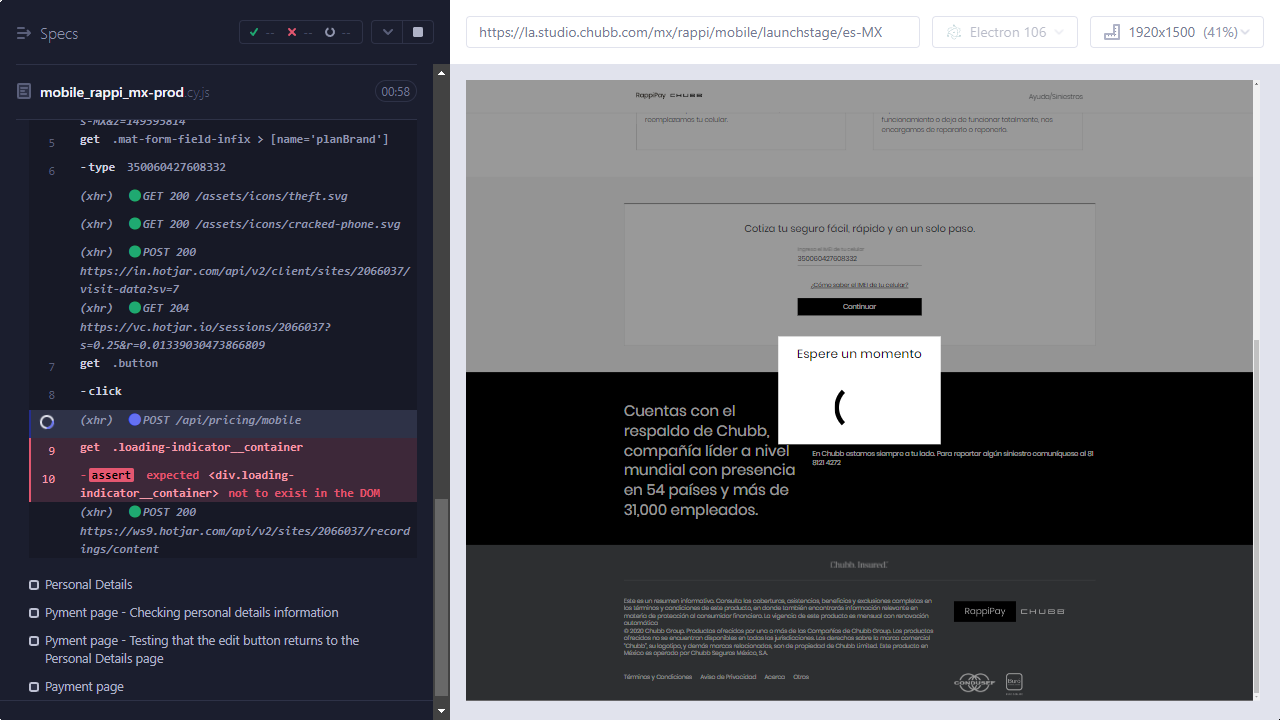 Specs
--
--
--
https://la.studio.chubb.com/mx/rappi/mobile/launchstage/es-MX
Electron 106
1920x1500 (41%)
mobile_rappi_mx-prod.cy.js
00:58
s-MX&z=149595814
5 get .mat-form-field-infix > [name='planBrand']
6 -type 350060427608332
(xhr) GET 200 /assets/icons/theft.svg
(xhr) GET 200 /assets/icons/cracked-phone.svg
(xhr) POST 200
https://in.hotjar.com/api/v2/client/sites/2066037/
visit-data?sv=7
(xhr) GET 204
https://vc.hotjar.io/sessions/2066037?
s=0.25&r=0.01339030473866809
7 get .button
8 -click
(xhr) POST /api/pricing/mobile
9 get .loading-indicator__container
10 -assert expected <div.loading-
indicator__container> not to exist in the DOM
(xhr) POST 200
https://ws9.hotjar.com/api/v2/sites/2066037/record
ings/content
Personal Details
Payment page - Checking personal details information
Payment page - Testing that the edit button returns to the
Personal Details page
Payment page
RappiPay CHUBB
Ayuda/Siniestros
reemplazamos tu celular.
funcionamiento o deja de funcionar totalmente, nos
encargamos de repararlo o reponerlo.
Cotiza tu seguro fácil, rápido y en un solo paso.
Ingresa el IMEI de tu celular
350060427608332
¿Cómo saber el IMEI de tu celular?
Continuar
Espere un momento
Cuentas con el
respaldo de Chubb,
compañía líder a nivel
mundial con presencia
en 54 países y más de
31,000 empleados.
En Chubb estamos siempre a tu lado. Para reportar algún siniestro comuníquese al 81
8121 4272
Chubb. Insured.
Este es un resumen informativo. Consulta las coberturas, asistencias, beneficios y exclusiones completas en
los términos y condiciones de este producto, en donde también encontrarás información relevante en
materia de protección al consumidor financiero. La vigencia de este producto es mensual con renovación
automática
© 2020 Chubb Group. Productos ofrecidos por una o más de las Compañías de Chubb Group. Los productos
ofrecidos no se encuentran disponibles en todas las jurisdicciones. Los derechos sobre la marca comercial
"Chubb", su logotipo, y demás marcas relacionadas, son de propiedad de Chubb Limited. Este producto en
México es operado por Chubb Seguros México, S.A.
RappiPay CHUBB
Términos y Condiciones Aviso de Privacidad Acerca Otros
CONDUSEF
Buró